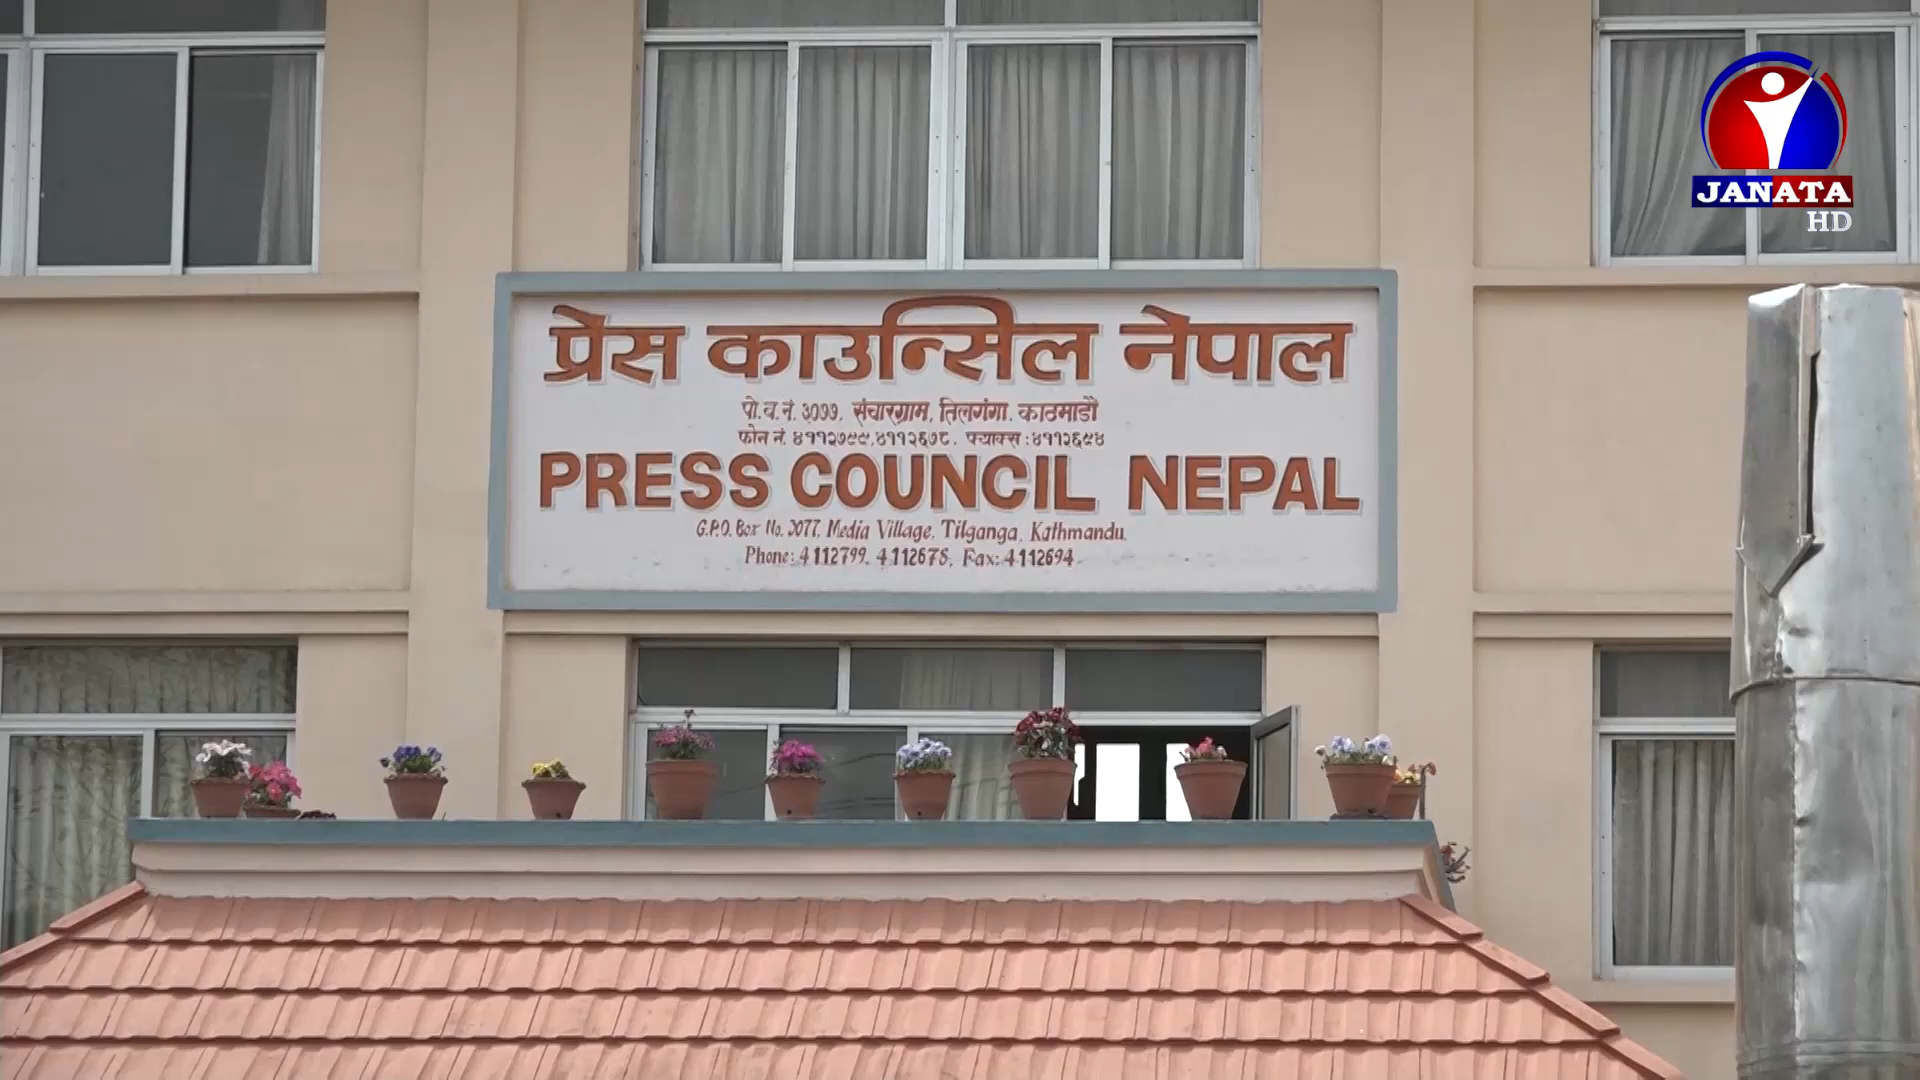 JANATA
HD
प्रेस काउन्सिल नेपाल
पो.व.नं. ३०७७, संचारग्राम, तिलगंगा, काठमाडौं
फोन नं. ४११२७९९,४११२६७८, फ्याक्स : ४११२६९४
PRESS COUNCIL NEPAL
G.P.O. Box No. 3077, Media Village, Tilganga, Kathmandu.
Phone: 4112799, 4112678, Fax: 4112694